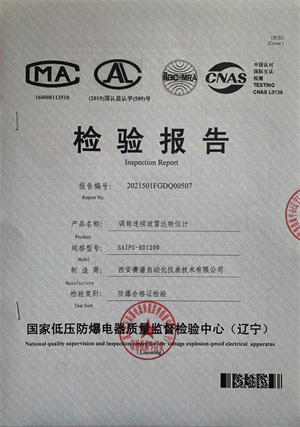 (封面)
(Cover)
MA
AL
ilac-MRA
CNAS
中国认可
国际互认
检测
TESTING
CNAS L0138
160008113510
(2019)国认监认字(589)号
检验报告
Inspection Report
报告编号: 2021501FGDQ00507
Report No.
产品名称: 调频连续波雷达物位计
Product
规格型号: SAIPU-RD1200
Model
制 造 商: 西安赛谱自动化仪表技术有限公司
Manufacture
检验类别: 防爆合格证检验
Test Sort
国家低压防爆电器质量监督检验中心(辽宁)
National quality supervision and inspection centre for low voltage explosion-proof electrical apparatus
(Liaoning)